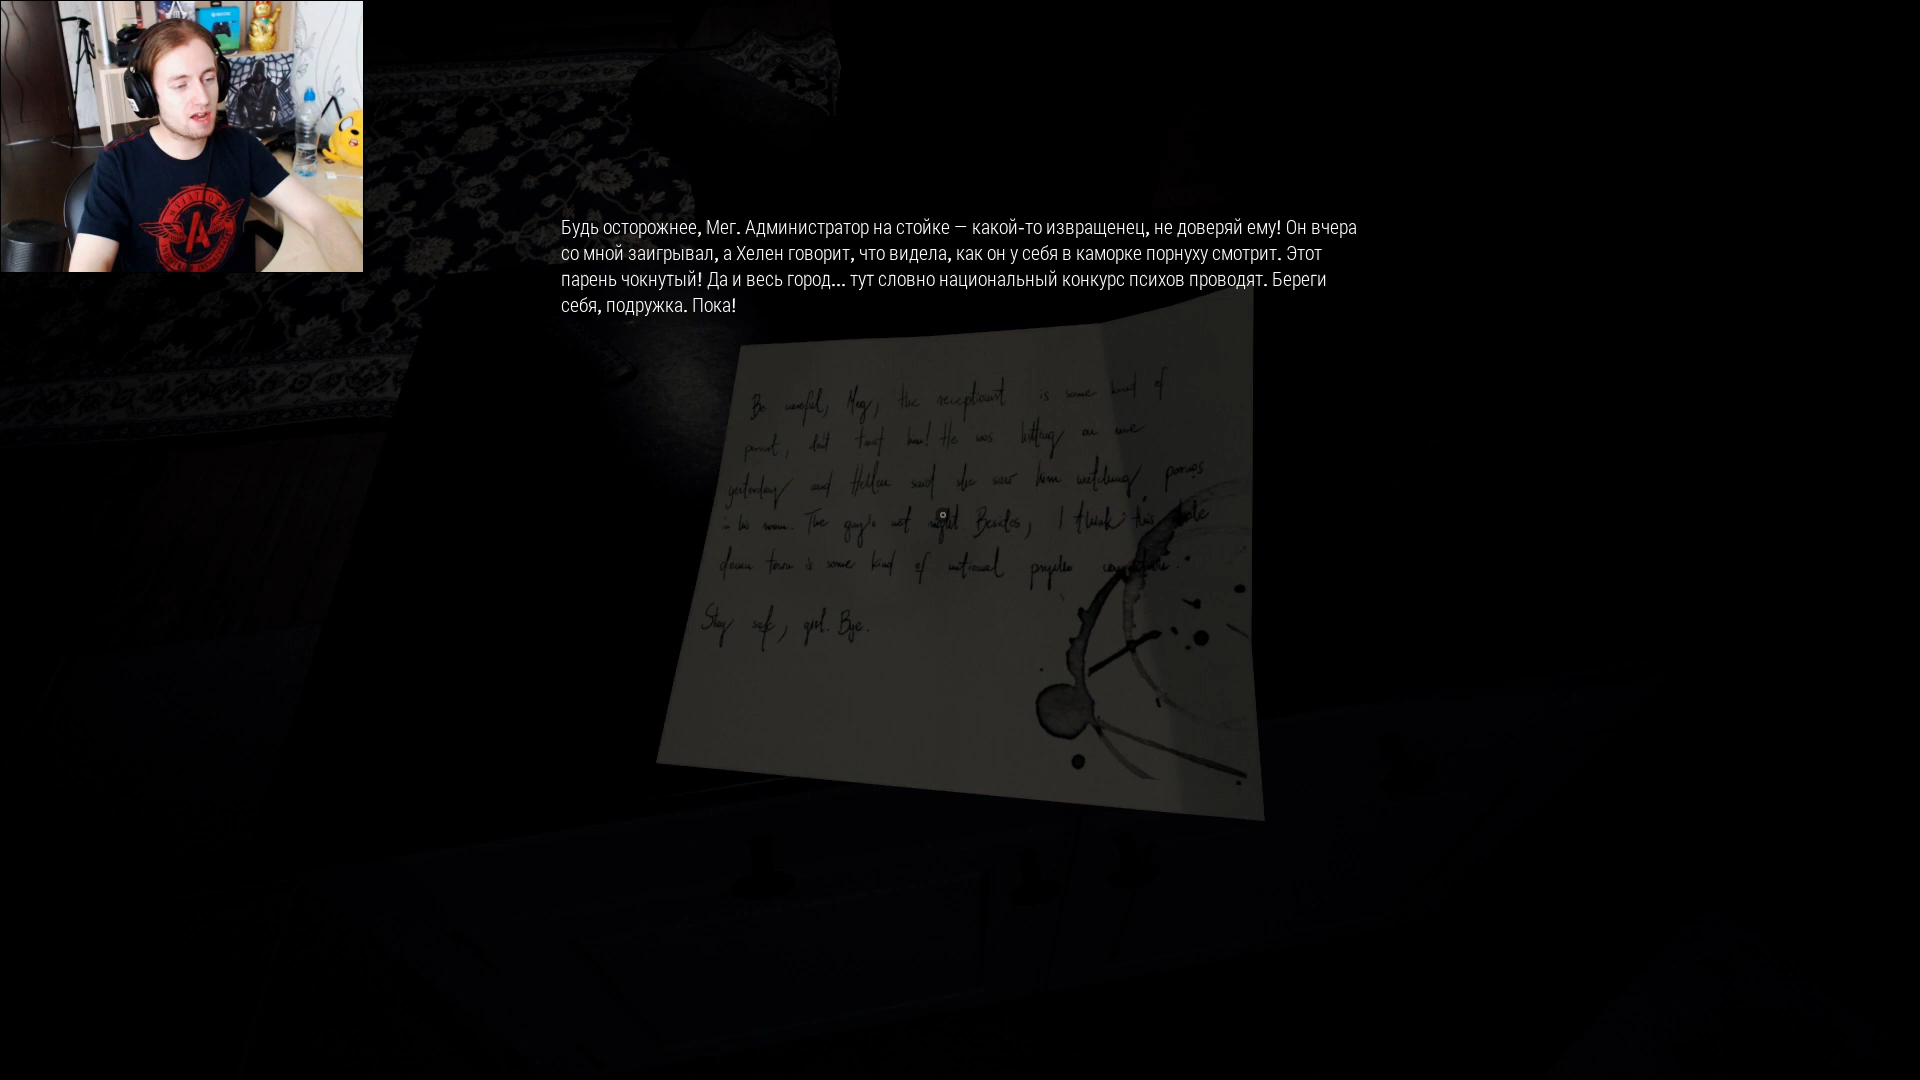 Будь осторожнее, Мег. Администратор на стойке — какой-то извращенец, не доверяй ему! Он вчера
со мной заигрывал, а Хелен говорит, что видела, как он у себя в каморке порнуху смотрит. Этот
парень чокнутый! Да и весь город... тут словно национальный конкурс психов проводят. Береги
себя, подружка. Пока!
Be careful, Meg, the receptionist is some kind of
pervert, don't trust him! He was hitting on me
yesterday and Hellen said she saw him watching pornos
in his room. The guy's not right Besides, I think this whole
down town is some kind of national psycho
Stay safe, girl. Bye.